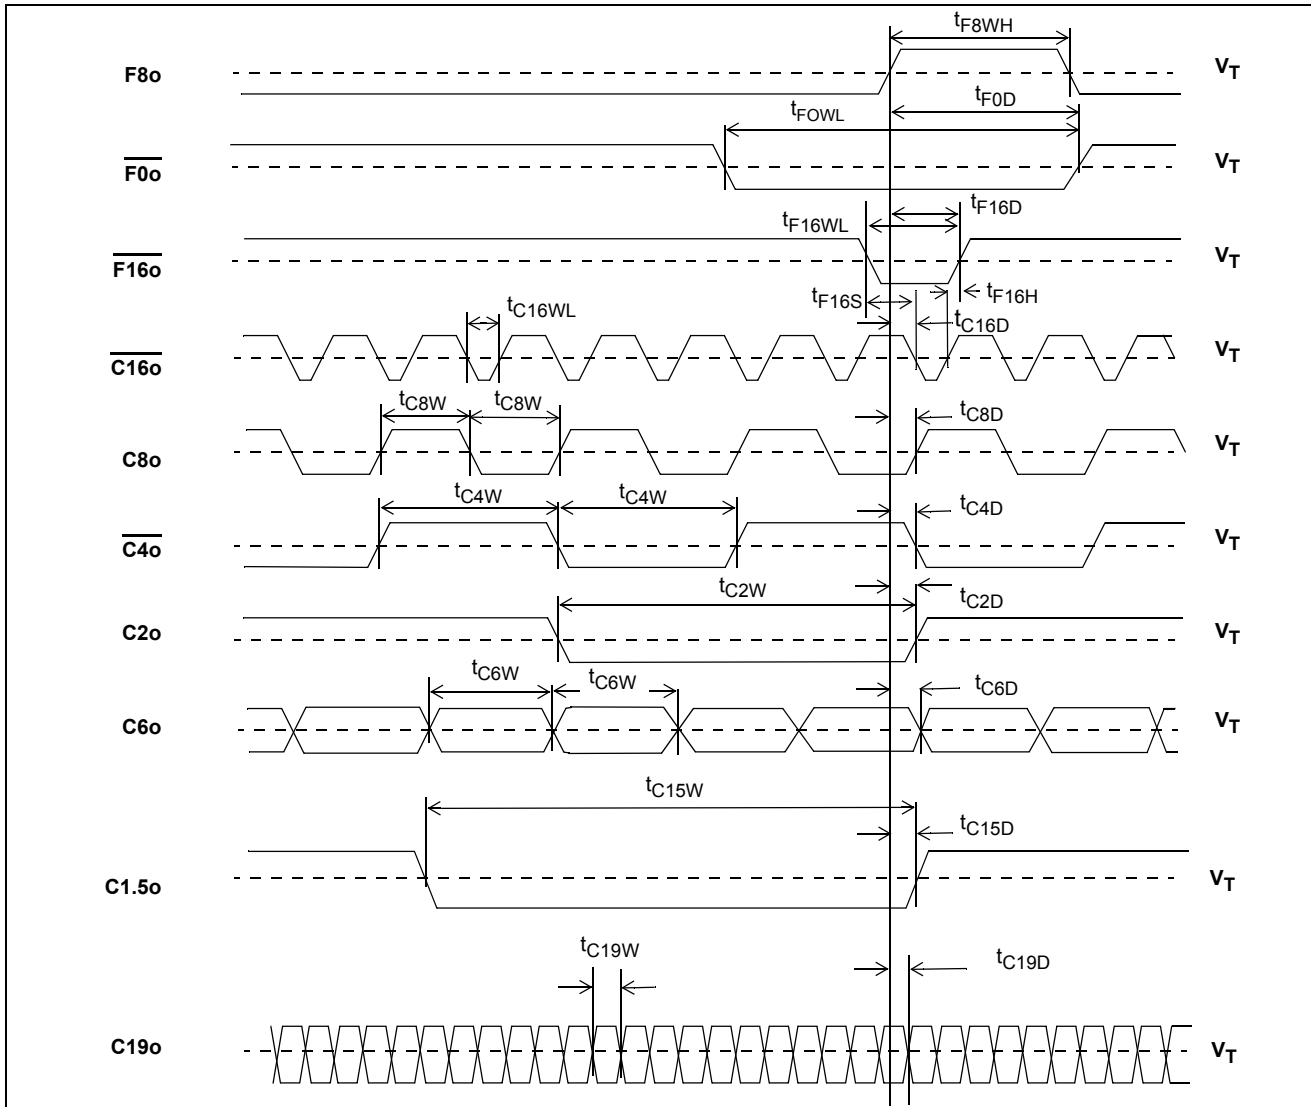 tF8WH
F8o
VT
tF0D
tFOWL
F0o
VT
tF16D
tF16WL
F16o
VT
tF16S
tF16H
tC16WL
tC16D
C16o
VT
tC8W
tC8W
tC8D
C8o
VT
tC4W
tC4W
tC4D
C4o
VT
tC2W
tC2D
C2o
VT
tC6W
tC6W
tC6D
C6o
VT
tC15W
tC15D
C1.5o
VT
tC19W
tC19D
C19o
VT